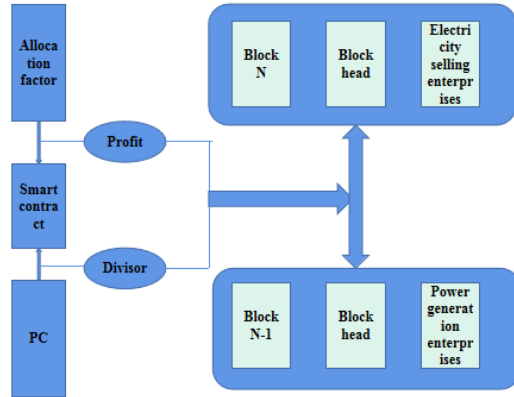 Alloca
tion
factor
Profit
Smart
contra
ct
Divisor
PC
Block
N
Block
head
Electri
city
selling
enterpr
ises
Block
N-1
Block
head
Power
generat
ion
enterpr
ises